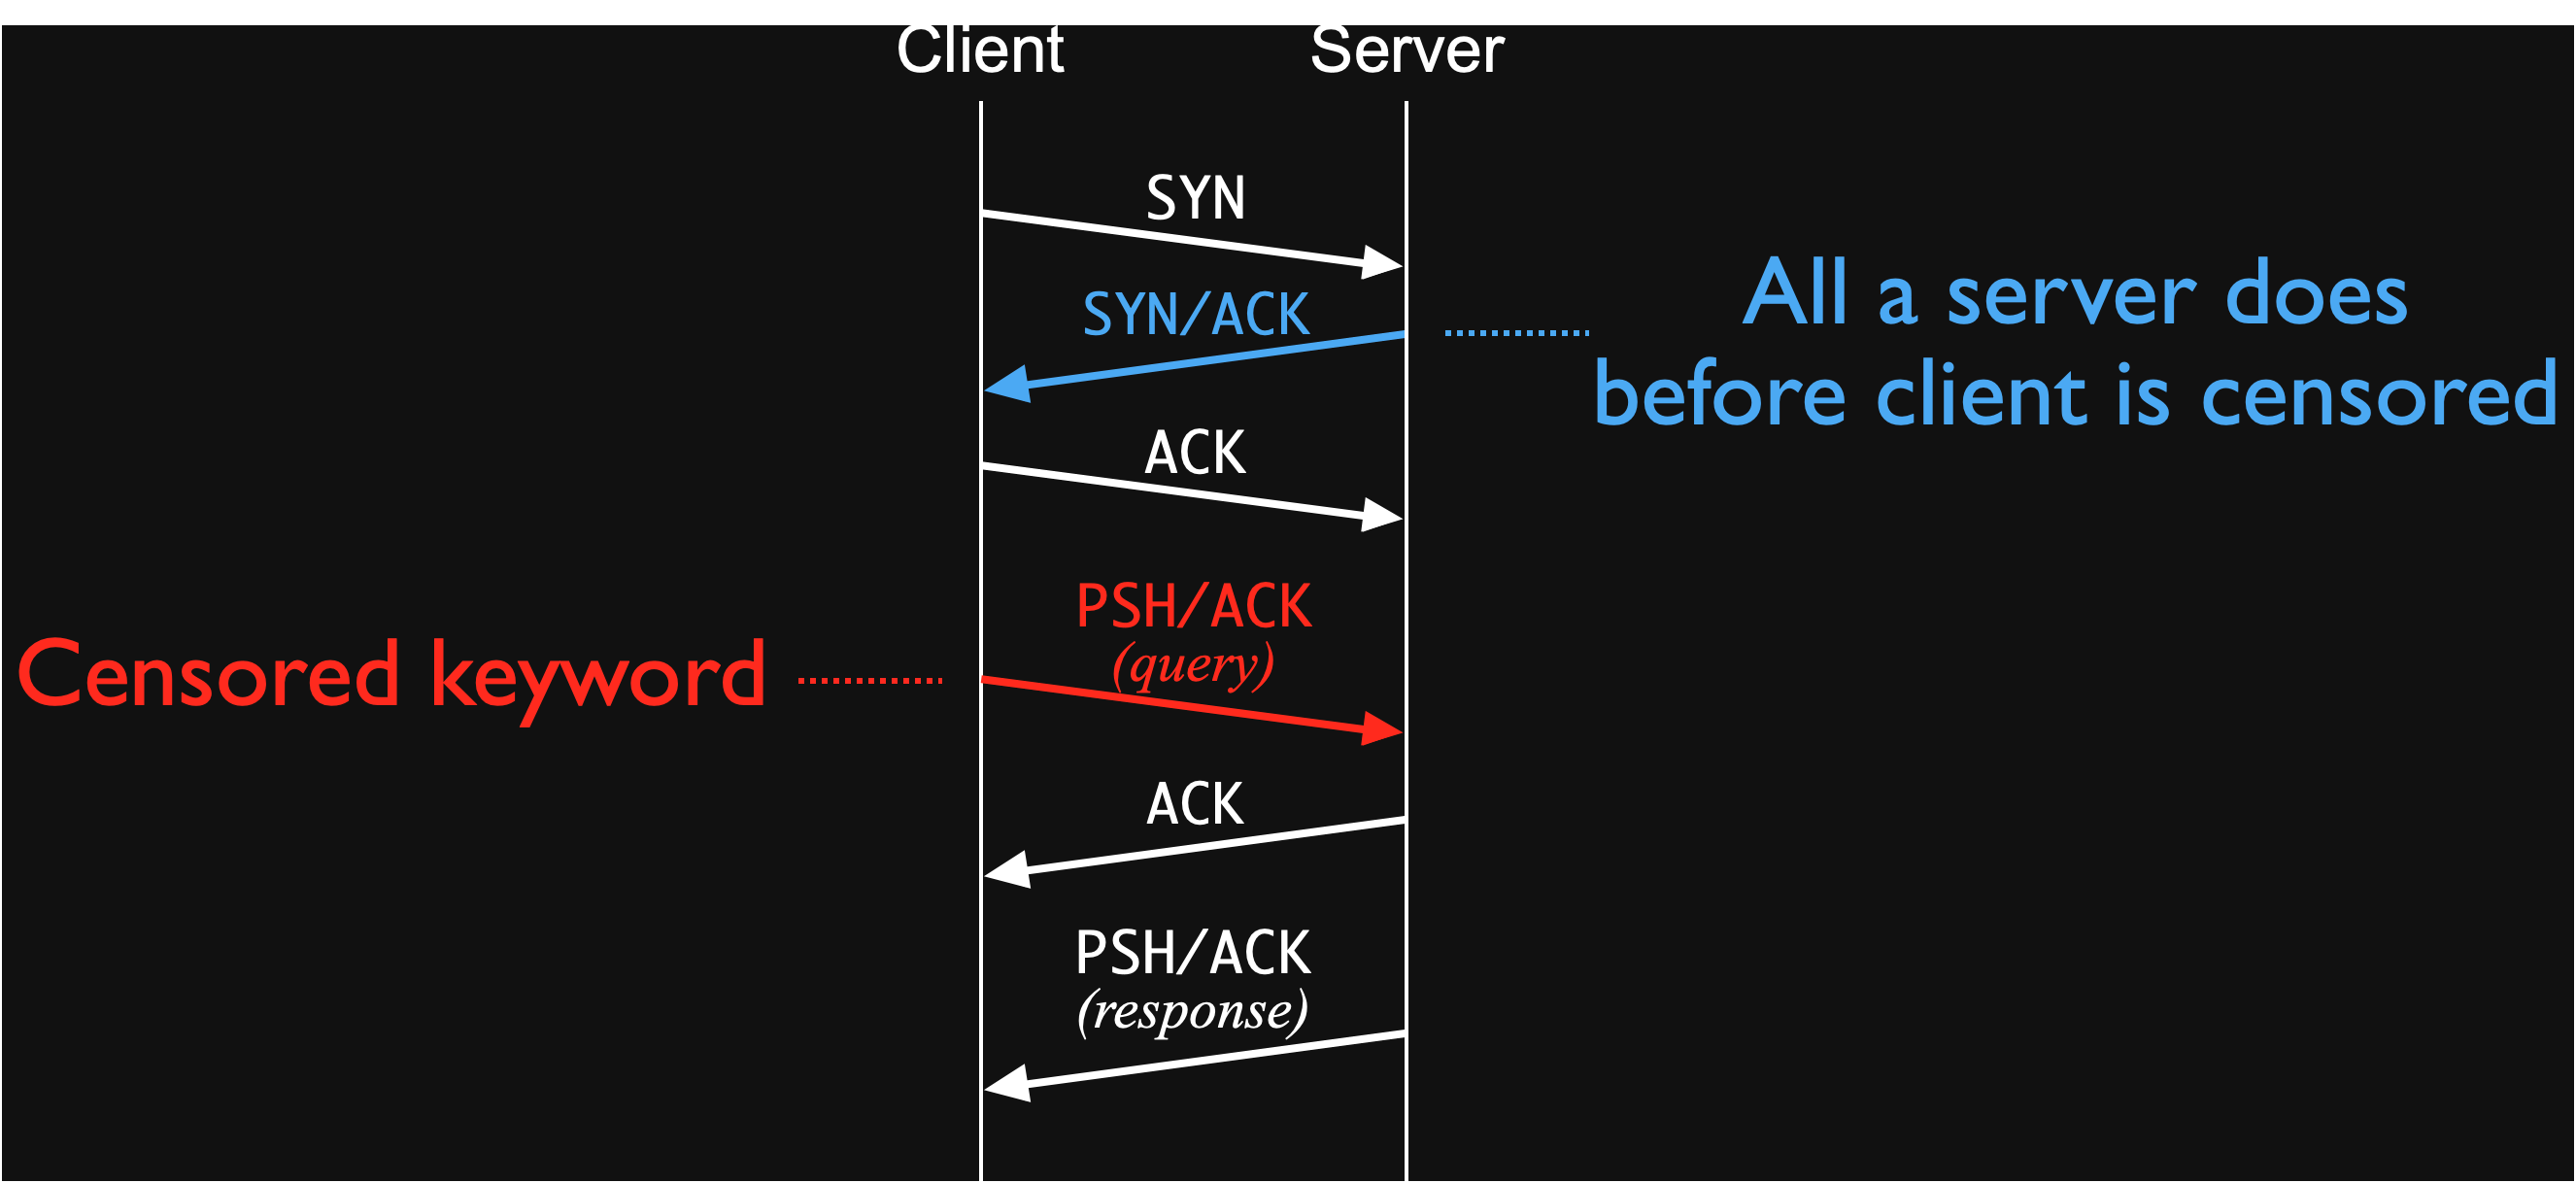 Client Server
SYN
SYN/ACK
All a server does
before client is censored
ACK
PSH/ACK
(query)
Censored keyword
ACK
PSH/ACK
(response)